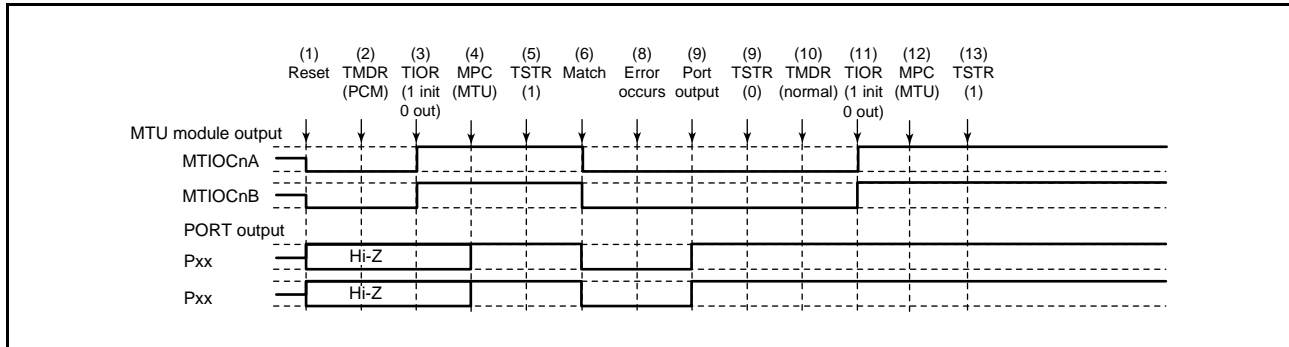 (1) (2) (3) (4) (5) (6) (8) (9) (9) (10) (11) (12) (13)
Reset TMDR TIOR MPC TSTR Match Error Port TSTR TMDR TIOR MPC TSTR
(PCM) (1 init (MTU) (1) occurs output (0) (normal) (1 init (MTU) (1)
0 out) 0 out)
MTU module output
MTIOCnA
MTIOCnB
PORT output
Pxx Hi-Z
Pxx Hi-Z